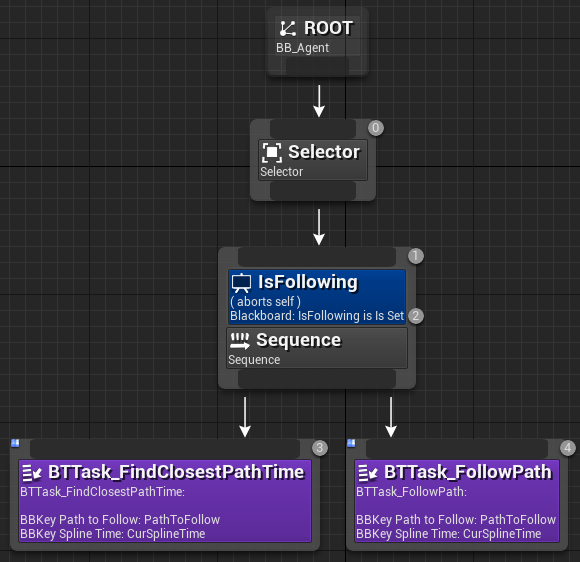 ROOT
BB_Agent
0
Selector
Selector
1
IsFollowing
( aborts self )
Blackboard: IsFollowing is Is Set
2
Sequence
Sequence
3
BTTask_FindClosestPathTime
BTTask_FindClosestPathTime:
BBKey Path to Follow: PathToFollow
BBKey Spline Time: CurSplineTime
4
BTTask_FollowPath
BTTask_FollowPath:
BBKey Path to Follow: PathToFollow
BBKey Spline Time: CurSplineTime